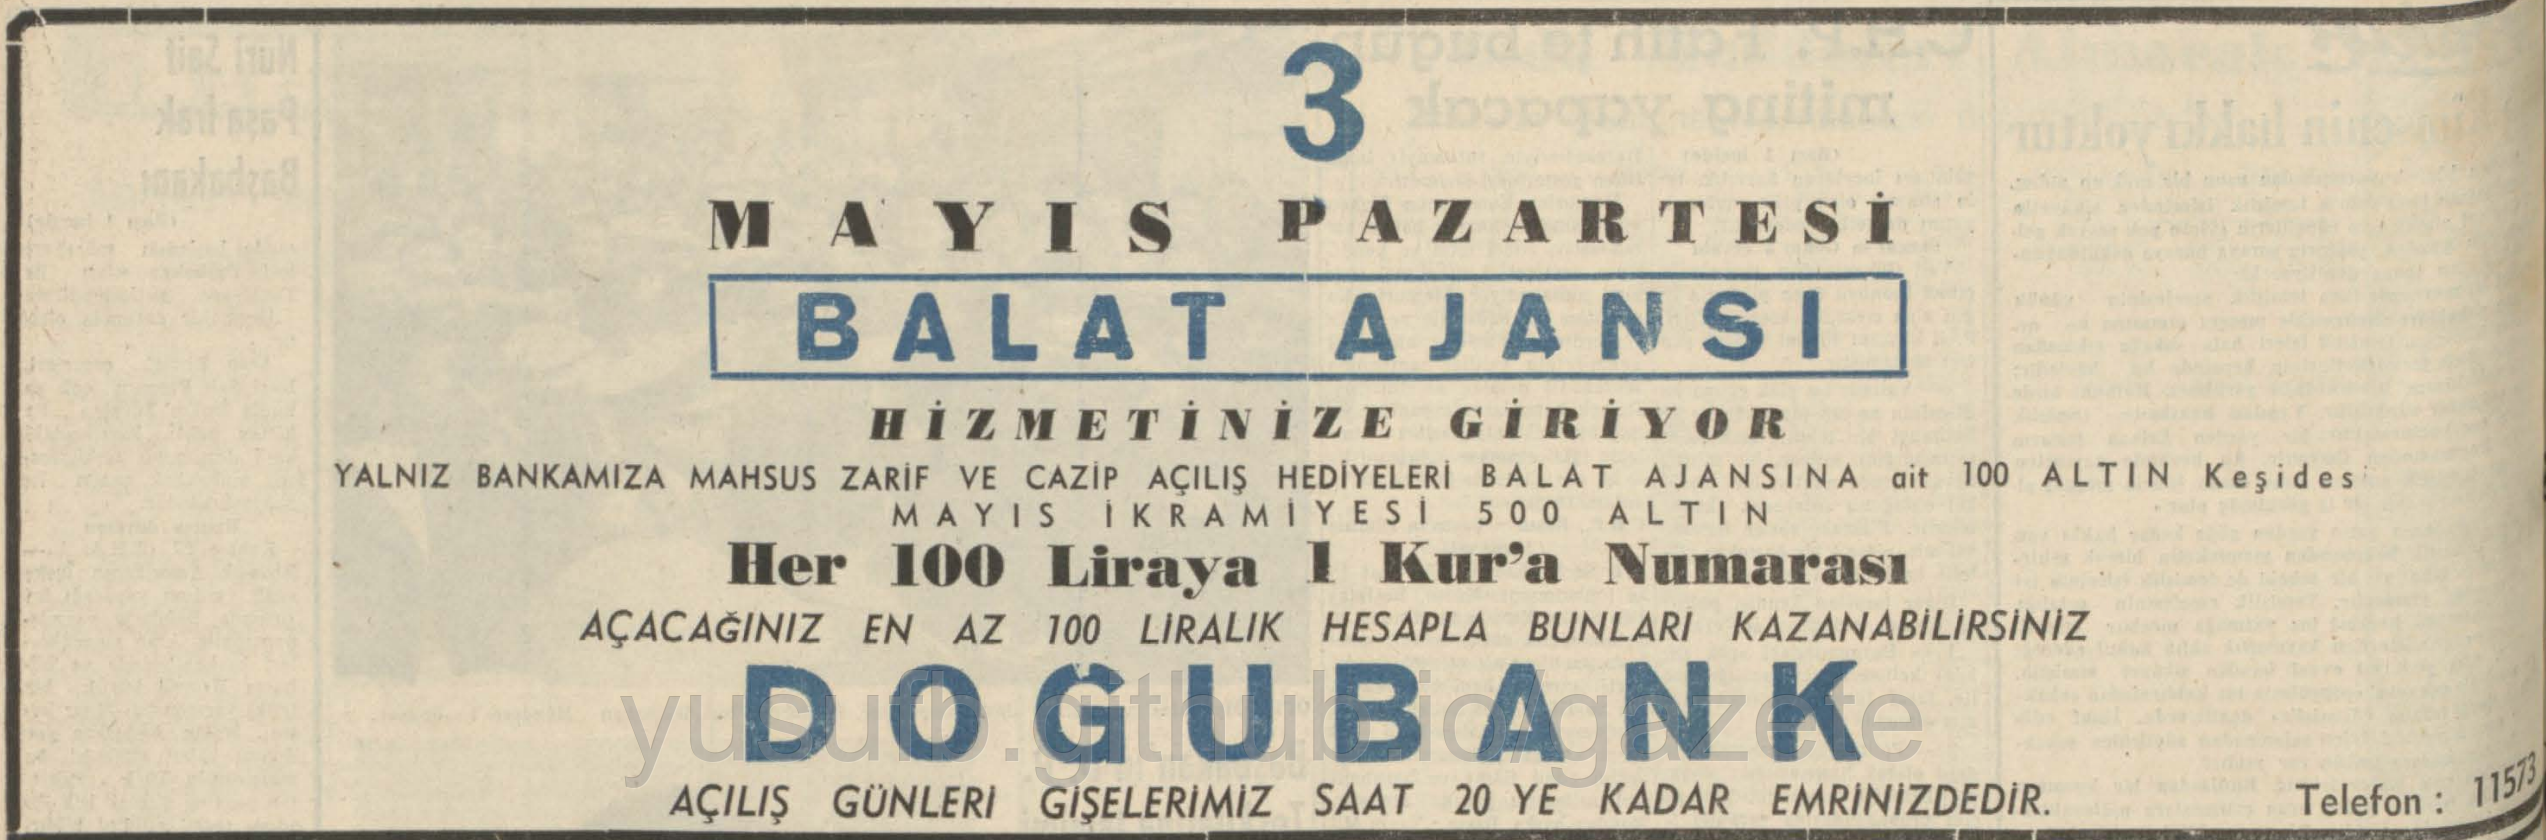 3
MAYIS PAZARTESİ
BALAT AJANSI
HİZMETİNİZE GİRİYOR
YALNIZ BANKAMIZA MAHSUS ZARİF VE CAZİP AÇILIŞ HEDİYELERİ BALAT AJANSINA ait 100 ALTIN Keşidesi
MAYIS İKRAMİYESİ 500 ALTIN
Her 100 Liraya 1 Kur'a Numarası
AÇACAĞINIZ EN AZ 100 LİRALIK HESAPLA BUNLARI KAZANABİLİRSİNİZ
DOĞUBANK
yusufb.github.io/gazete
AÇILIŞ GÜNLERİ GİŞELERİMİZ SAAT 20 YE KADAR EMRİNİZDEDİR.
Telefon : 11573